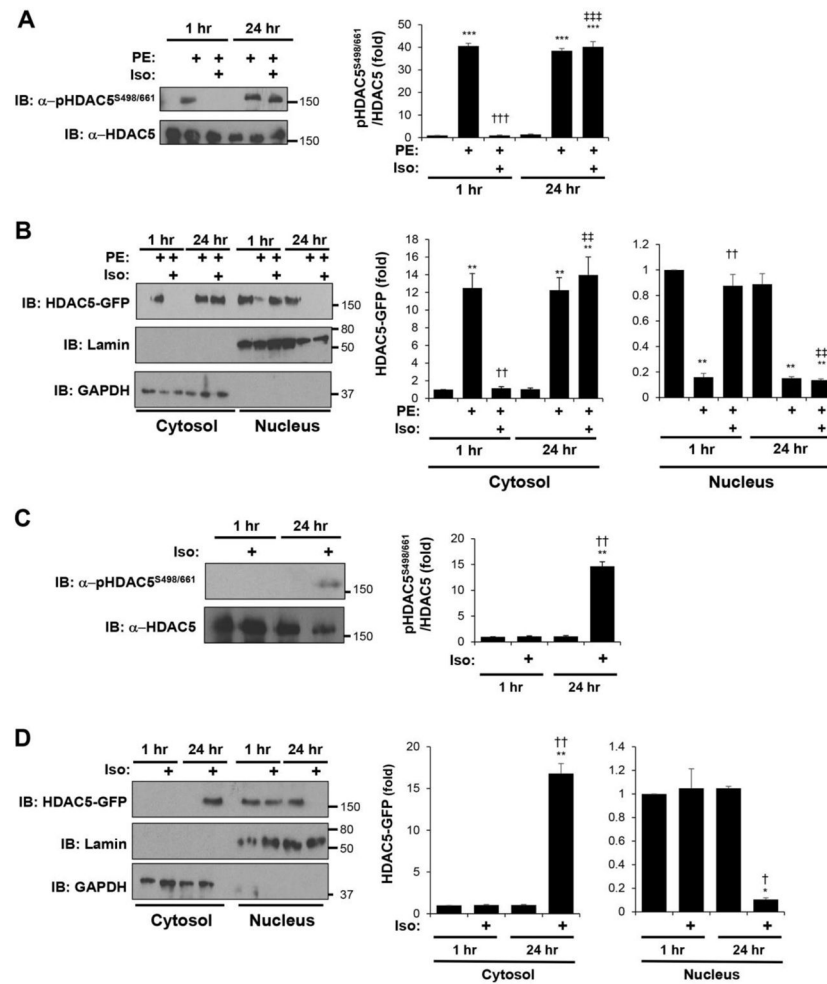 A
1 hr 24 hr
PE: + + + +
Iso: + +
IB: α–pHDAC5S498/661
150
IB: α–HDAC5
150
pHDAC5S498/661
/HDAC5 (fold)
50
40
30
20
10
0
***
†††
***
‡‡‡
***
PE: + + + +
Iso: + +
1 hr 24 hr
B
1 hr 24 hr 1 hr 24 hr
PE: + + + + + + + +
Iso: + + + +
IB: HDAC5-GFP
150
IB: Lamin
80
50
IB: GAPDH
37
Cytosol Nucleus
HDAC5-GFP (fold)
18
16
14
12
10
8
6
4
2
0
**
††
**
‡‡
**
PE: + + + +
Iso: + +
1 hr 24 hr
Cytosol
1.2
1
0.8
0.6
0.4
0.2
0
**
††
**
‡‡
**
+ + + +
+ +
1 hr 24 hr
Nucleus
C
1 hr 24 hr
Iso: + +
IB: α–pHDAC5S498/661
150
IB: α–HDAC5
150
pHDAC5S498/661
/HDAC5 (fold)
20
15
10
5
0
††
**
Iso: + +
1 hr 24 hr
D
1 hr 24 hr 1 hr 24 hr
Iso: + + + +
IB: HDAC5-GFP
150
IB: Lamin
80
50
IB: GAPDH
37
Cytosol Nucleus
HDAC5-GFP (fold)
20
15
10
5
0
††
**
Iso: + +
1 hr 24 hr
Cytosol
1.4
1.2
1
0.8
0.6
0.4
0.2
0
†
*
+ +
1 hr 24 hr
Nucleus